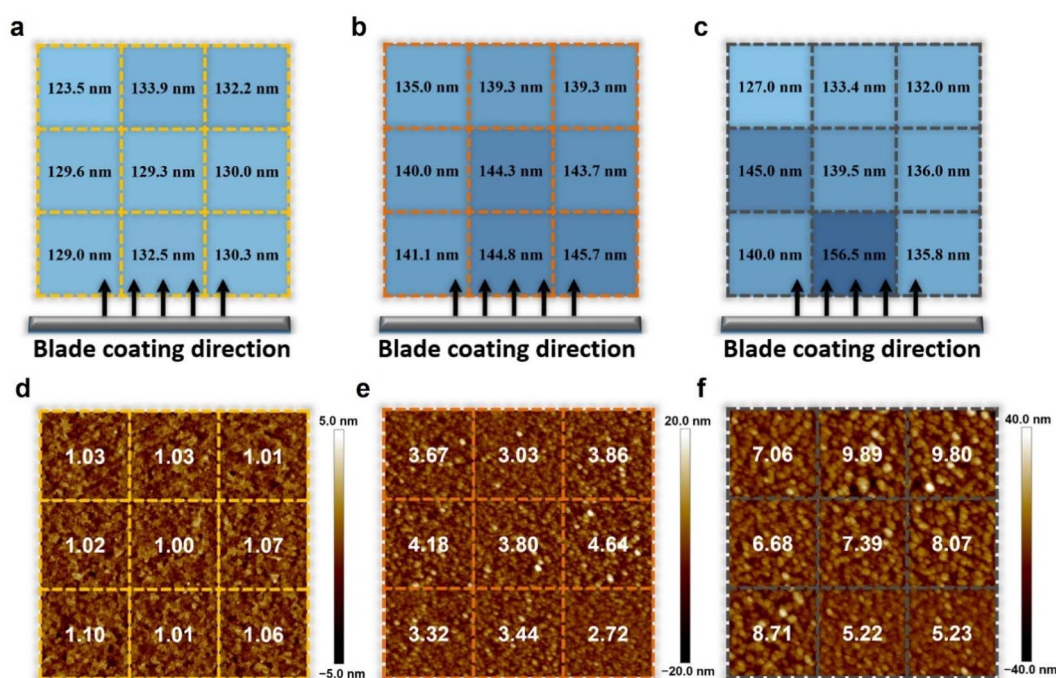 a
b
c
123.5 nm 133.9 nm 132.2 nm
129.6 nm 129.3 nm 130.0 nm
129.0 nm 132.5 nm 130.3 nm
Blade coating direction
135.0 nm 139.3 nm 139.3 nm
140.0 nm 144.3 nm 143.7 nm
141.1 nm 144.8 nm 145.7 nm
Blade coating direction
127.0 nm 133.4 nm 132.0 nm
145.0 nm 139.5 nm 136.0 nm
140.0 nm 156.5 nm 135.8 nm
Blade coating direction
d
5.0 nm
1.03 1.03 1.01
1.02 1.00 1.07
1.10 1.01 1.06
−5.0 nm
e
20.0 nm
3.67 3.03 3.86
4.18 3.80 4.64
3.32 3.44 2.72
−20.0 nm
f
40.0 nm
7.06 9.89 9.80
6.68 7.39 8.07
8.71 5.22 5.23
−40.0 nm